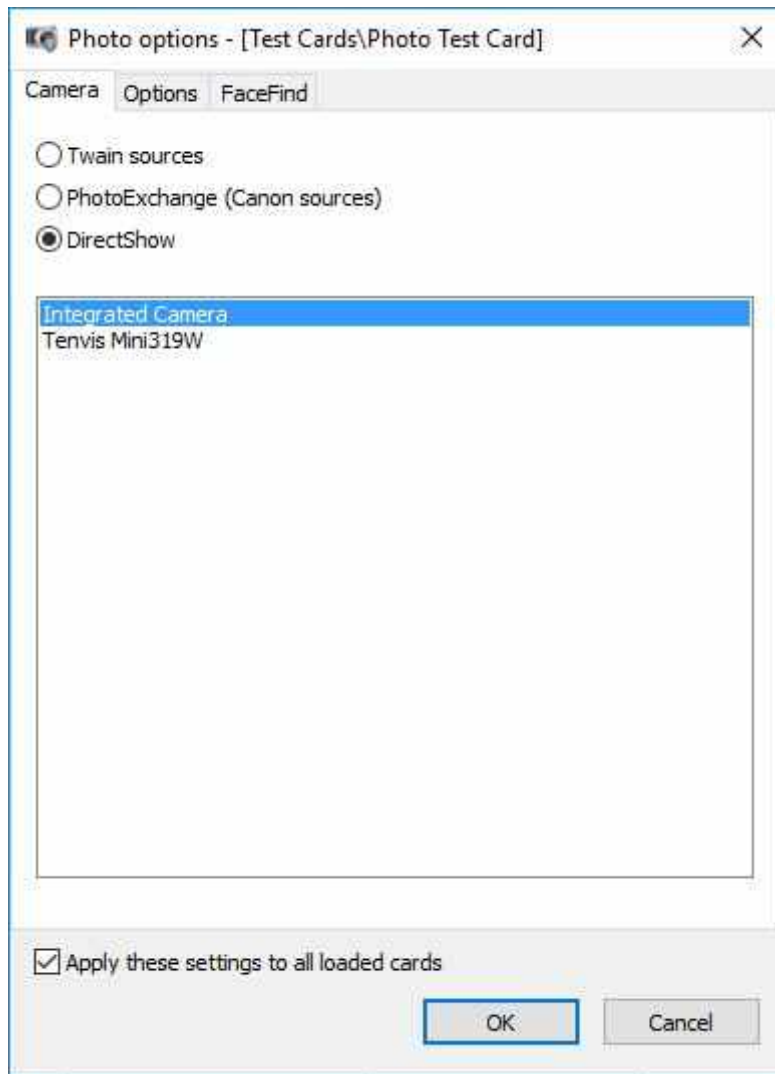 Photo options - [Test Cards\Photo Test Card]
Camera Options FaceFind
Twain sources
PhotoExchange (Canon sources)
DirectShow
Integrated Camera
Tenvis Mini319W
Apply these settings to all loaded cards
OK Cancel